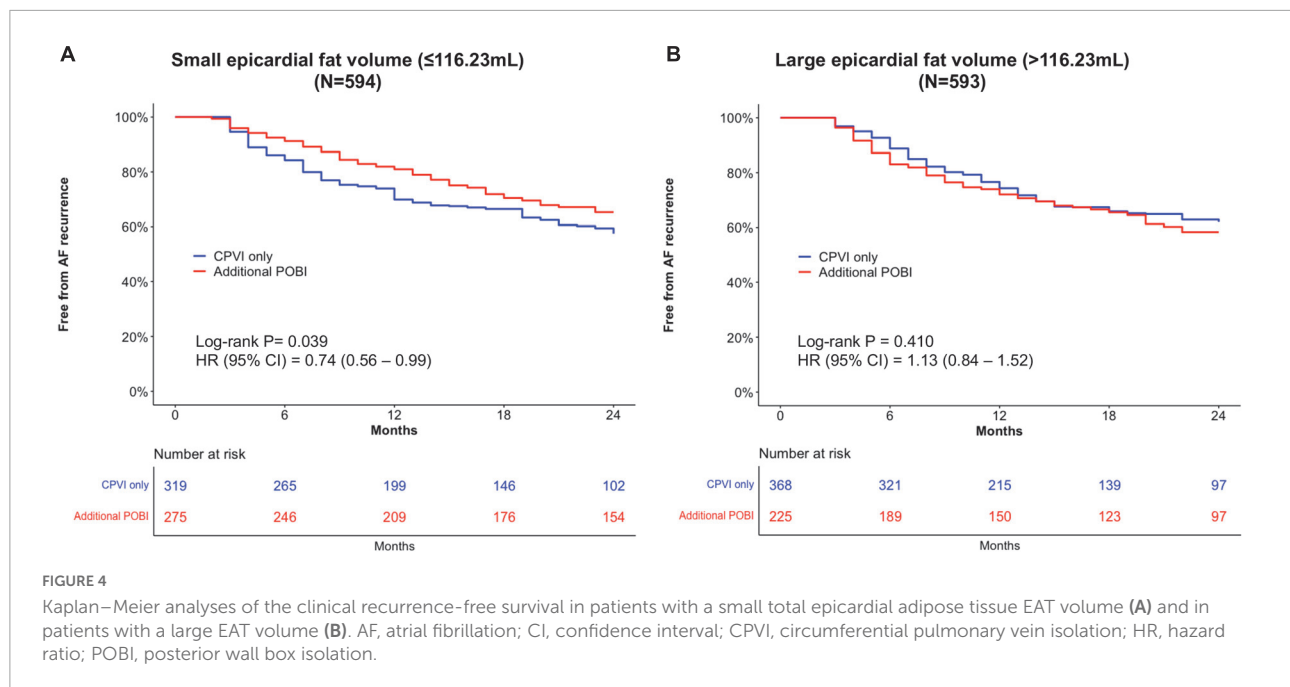 A
Small epicardial fat volume (≤116.23mL)
(N=594)
Free from AF recurrence
100%
80%
60%
40%
20%
0%
CPVI only
Additional POBI
Log-rank P= 0.039
HR (95% CI) = 0.74 (0.56 – 0.99)
0 6 12 18 24
Months
Number at risk
CPVI only 319 265 199 146 102
Additional POBI 275 246 209 176 154
Months
B
Large epicardial fat volume (>116.23mL)
(N=593)
Free from AF recurrence
100%
80%
60%
40%
20%
0%
CPVI only
Additional POBI
Log-rank P = 0.410
HR (95% CI) = 1.13 (0.84 – 1.52)
0 6 12 18 24
Months
Number at risk
CPVI only 368 321 215 139 97
Additional POBI 225 189 150 123 97
Months
FIGURE 4
Kaplan–Meier analyses of the clinical recurrence-free survival in patients with a small total epicardial adipose tissue EAT volume (A) and in
patients with a large EAT volume (B). AF, atrial fibrillation; CI, confidence interval; CPVI, circumferential pulmonary vein isolation; HR, hazard
ratio; POBI, posterior wall box isolation.